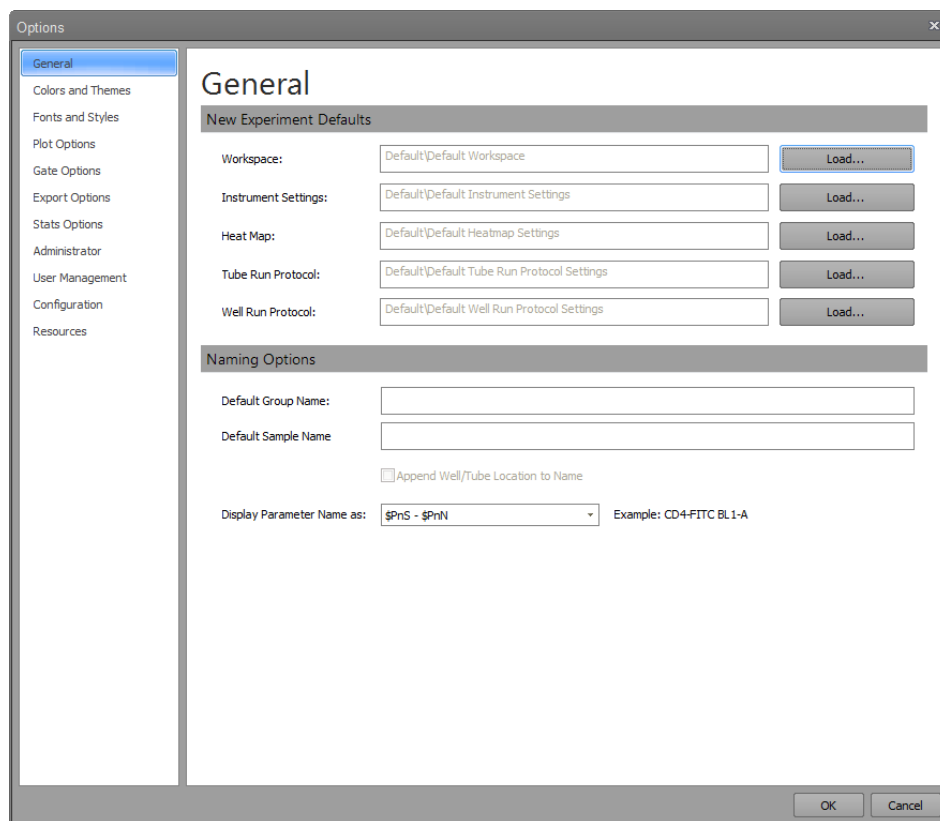 Options
General
Colors and Themes
Fonts and Styles
Plot Options
Gate Options
Export Options
Stats Options
Administrator
User Management
Configuration
Resources
General
New Experiment Defaults
Workspace: Default\Default Workspace Load...
Instrument Settings: Default\Default Instrument Settings Load...
Heat Map: Default\Default Heatmap Settings Load...
Tube Run Protocol: Default\Default Tube Run Protocol Settings Load...
Well Run Protocol: Default\Default Well Run Protocol Settings Load...
Naming Options
Default Group Name:
Default Sample Name
Append Well/Tube Location to Name
Display Parameter Name as: $PnS - $PnN Example: CD4-FITC BL1-A
OK Cancel